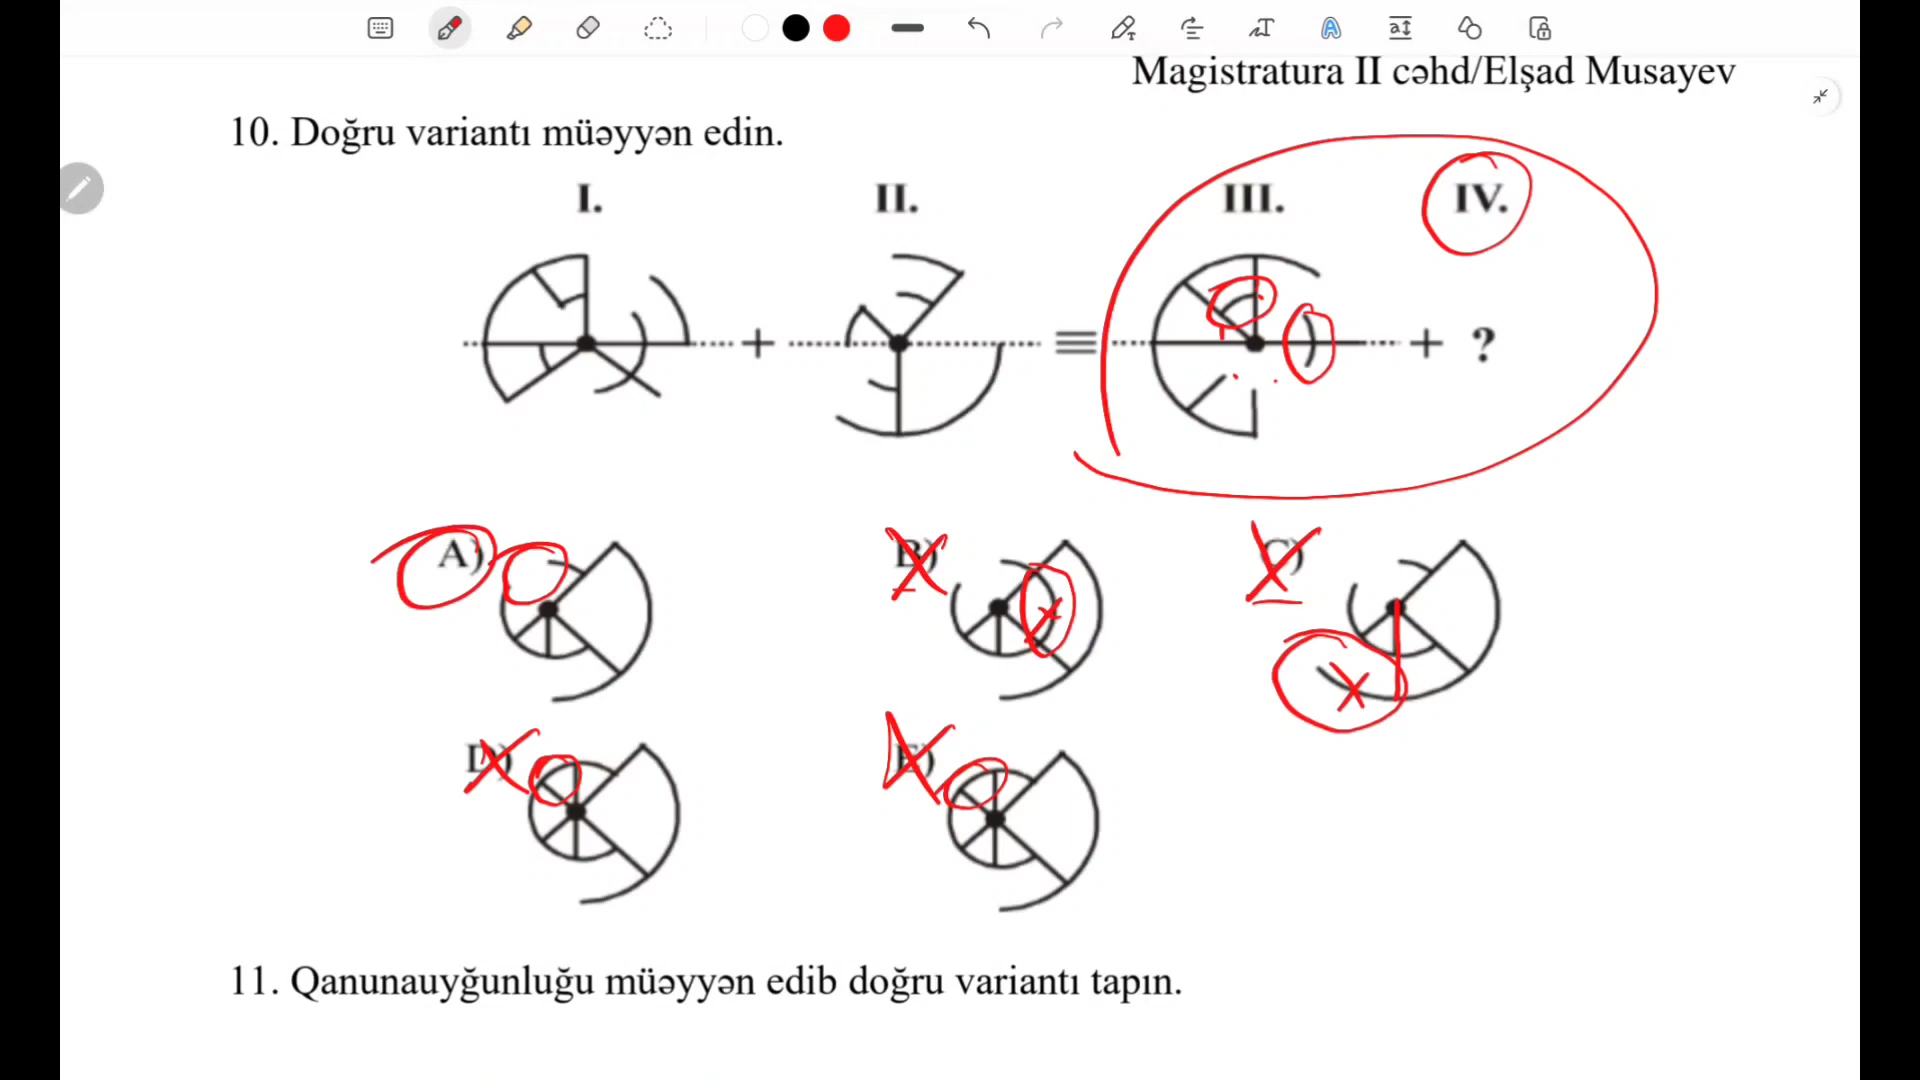 Magistratura II cəhd/Elşad Musayev
10. Doğru variantı müəyyən edin.
I. II. III. IV.
+ ≡ + ?
A) B) C)
D) E)
11. Qanunauyğunluğu müəyyən edib doğru variantı tapın.